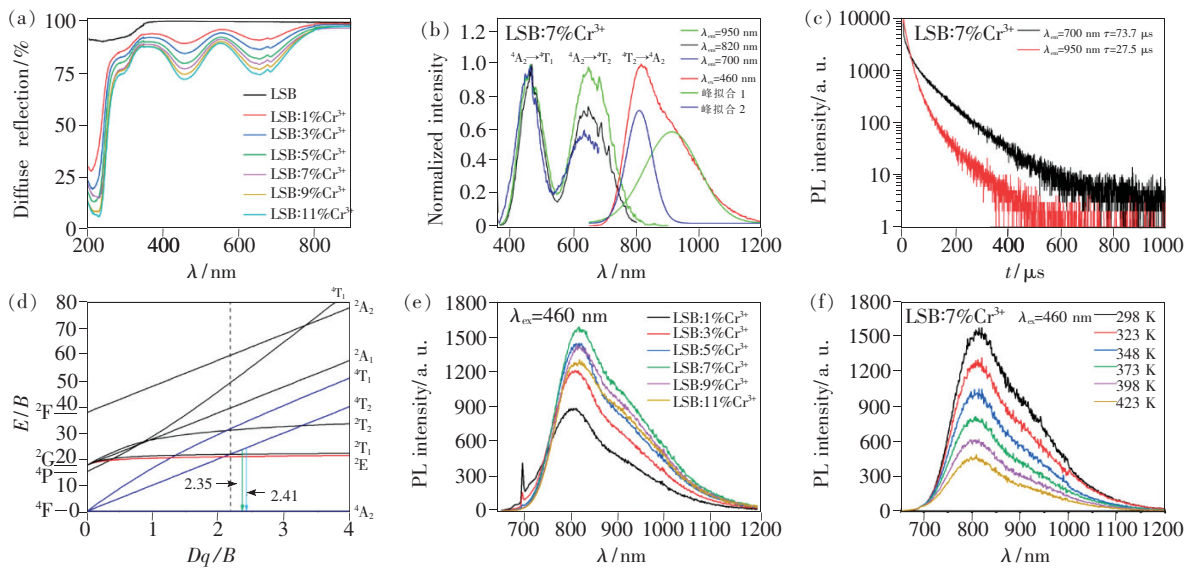 (a)
Diffuse reflection/%
100
75
50
25
0
LSB
LSB:1%Cr³⁺
LSB:3%Cr³⁺
LSB:5%Cr³⁺
LSB:7%Cr³⁺
LSB:9%Cr³⁺
LSB:11%Cr³⁺
200 400 600 800
λ/nm
(b)
LSB:7%Cr³⁺
Normalized intensity
1.2
1.0
0.8
0.6
0.4
0.2
0
⁴A₂→⁴T₁ ⁴A₂→⁴T₂ ⁴T₂→⁴A₂
λem=950 nm
λem=820 nm
λem=700 nm
λex=460 nm
峰拟合 1
峰拟合 2
400 600 800 1000 1200
λ/nm
(c)
LSB:7%Cr³⁺
λem=700 nm τ=73.7 μs
λem=950 nm τ=27.5 μs
PL intensity/a. u.
10000
1000
100
10
1
0 200 400 600 800 1000
t/μs
(d)
E/B
80
70
60
50
40
30
20
10
0
²F
²G
⁴P
⁴F
⁴T₁
²A₂
²A₁
⁴T₁
⁴T₂
²T₂
²T₁
²E
⁴A₂
2.35
2.41
0 1 2 3 4
Dq/B
(e)
λex=460 nm
PL intensity/a. u.
1800
1500
1200
900
600
300
0
LSB:1%Cr³⁺
LSB:3%Cr³⁺
LSB:5%Cr³⁺
LSB:7%Cr³⁺
LSB:9%Cr³⁺
LSB:11%Cr³⁺
700 800 900 1000 1100 1200
λ/nm
(f)
LSB:7%Cr³⁺ λex=460 nm
PL intensity/a. u.
1800
1500
1200
900
600
300
0
298 K
323 K
348 K
373 K
398 K
423 K
700 800 900 1000 1100 1200
λ/nm